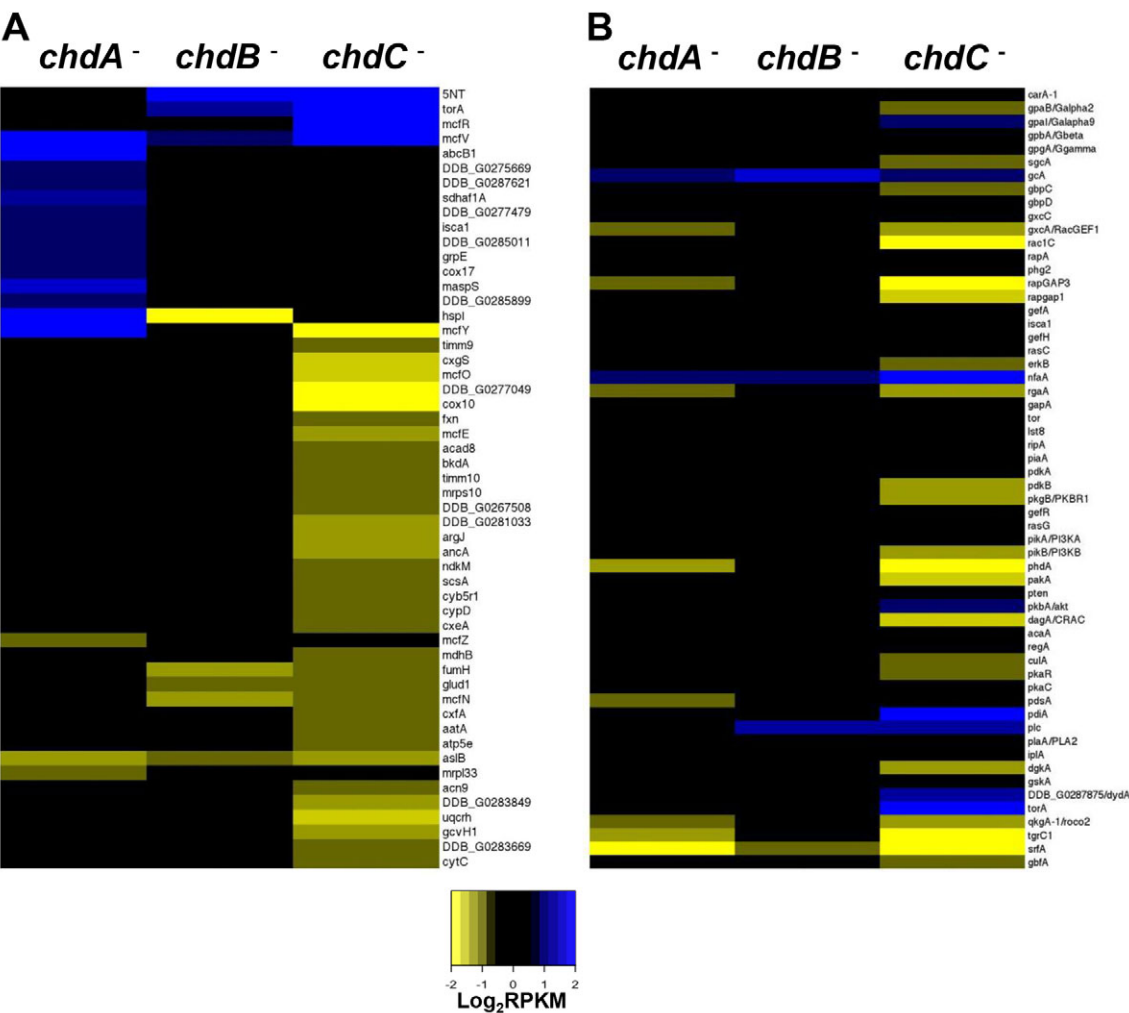 A
chdA - chdB - chdC -
5NT
torA
mcfR
mcfV
abcB1
DDB_G0275669
DDB_G0287621
sdhaf1A
DDB_G0277479
isca1
DDB_G0285011
grpE
cox17
maspS
DDB_G0285899
hspI
mcfY
timm9
cxgS
mcfO
DDB_G0277049
cox10
fxn
mcfE
acad8
bkdA
timm10
mrps10
DDB_G0267508
DDB_G0281033
argJ
ancA
ndkM
scsA
cyb5r1
cypD
cxeA
mcfZ
mdhB
fumH
glud1
mcfN
cxfA
aatA
atp5e
aslB
mrpl33
acn9
DDB_G0283849
uqcrh
gcvH1
DDB_G0283669
cytC
B
chdA - chdB - chdC -
carA-1
gpaB/Galpha2
gpaI/Galapha9
gpbA/Gbeta
gpgA/Ggamma
sgcA
gcA
gbpC
gbpD
gxcC
gxcA/RacGEF1
rac1C
rapA
phg2
rapGAP3
rapgap1
gefA
isca1
gefH
rasC
erkB
nfaA
rgaA
gapA
tor
lst8
ripA
piaA
pdkA
pdkB
pkgB/PKBR1
gefR
rasG
pikA/PI3KA
pikB/PI3KB
phdA
pakA
pten
pkbA/akt
dagA/CRAC
acaA
regA
culA
pkaR
pkaC
pdsA
pdiA
plc
plaA/PLA2
iplA
dgkA
gskA
DDB_G0287875/dydA
torA
qkgA-1/roco2
tgrC1
srfA
gbfA
-2 -1 0 1 2
Log2RPKM